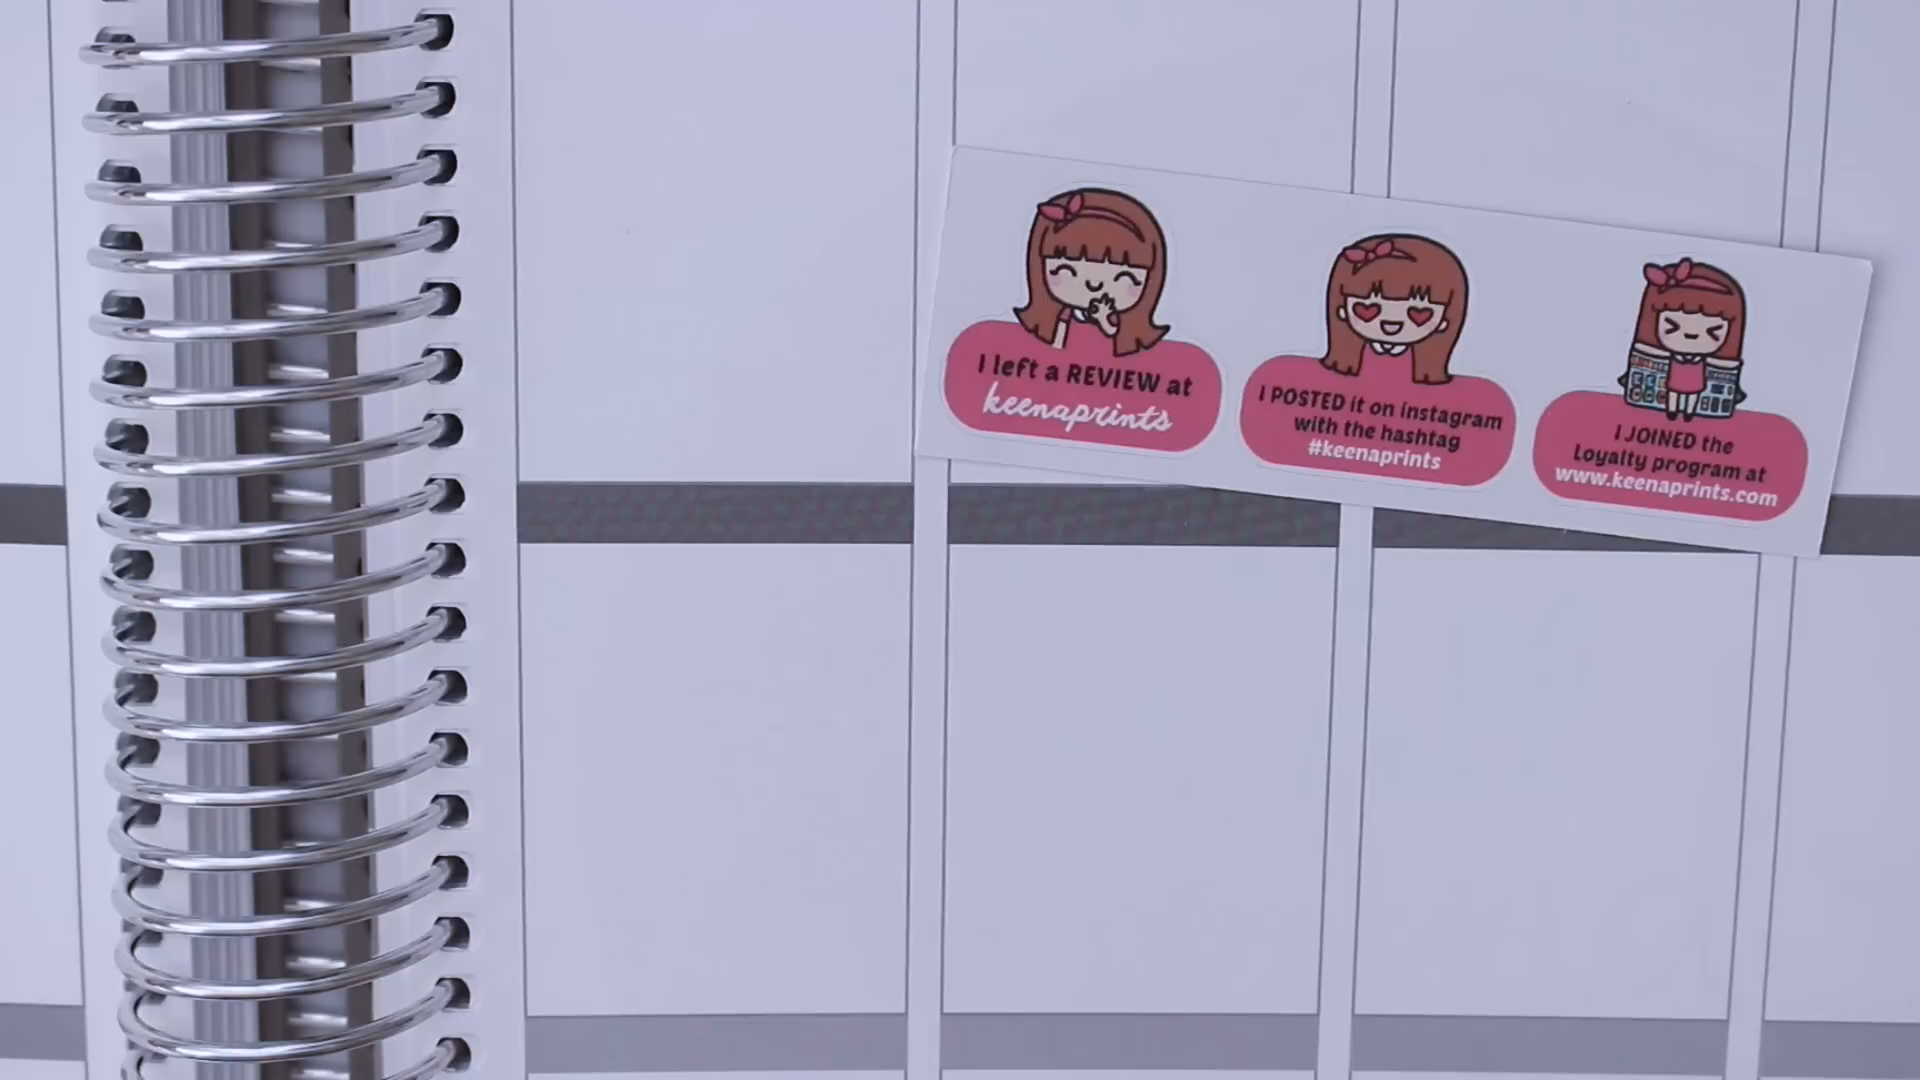 I left a REVIEW at
keenaprints
I POSTED it on instagram
with the hashtag
#keenaprints
I JOINED the
Loyalty program at
www.keenaprints.com